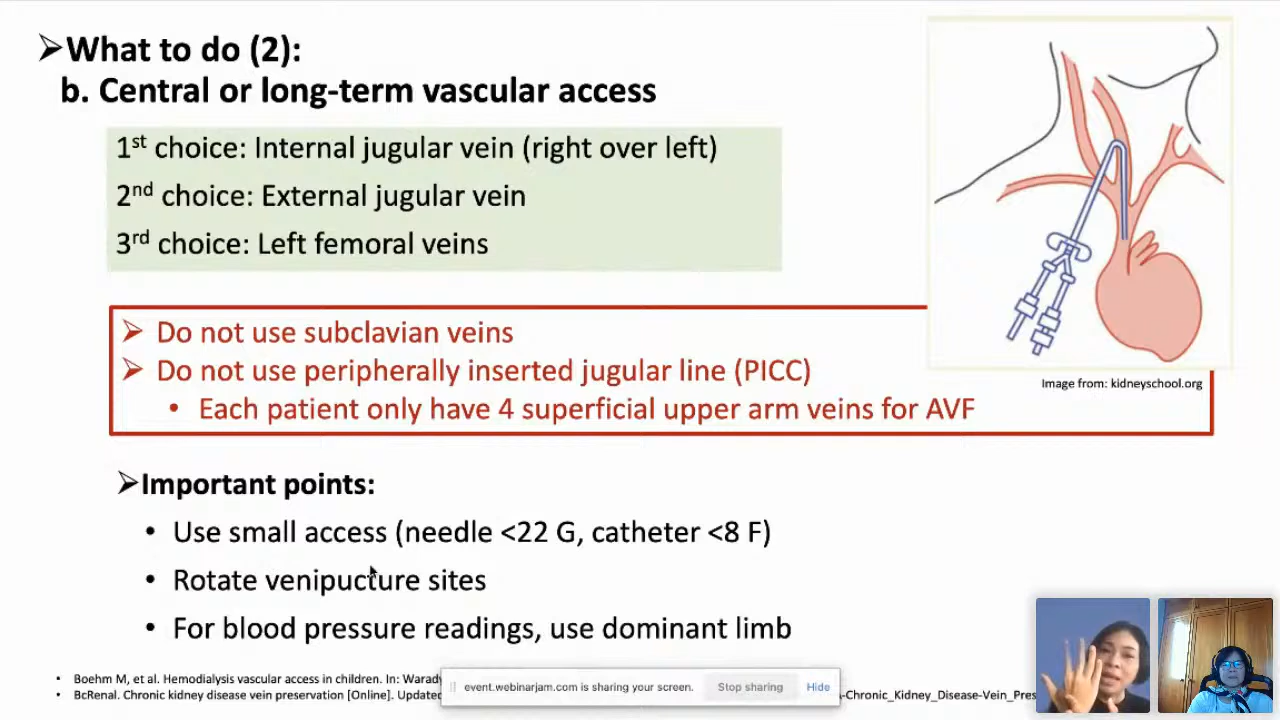 ➢What to do (2):
b. Central or long-term vascular access
1st choice: Internal jugular vein (right over left)
2nd choice: External jugular vein
3rd choice: Left femoral veins
➢ Do not use subclavian veins
➢ Do not use peripherally inserted jugular line (PICC)
• Each patient only have 4 superficial upper arm veins for AVF
Image from: kidneyschool.org
➢Important points:
• Use small access (needle <22 G, catheter <8 F)
• Rotate venipucture sites
• For blood pressure readings, use dominant limb
• Boehm M, et al. Hemodialysis vascular access in children. In: Warady
• BcRenal. Chronic kidney disease vein preservation [Online]. Updated
-Chronic_Kidney_Disease-Vein_Pres
event.webinarjam.com is sharing your screen.
Stop sharing
Hide